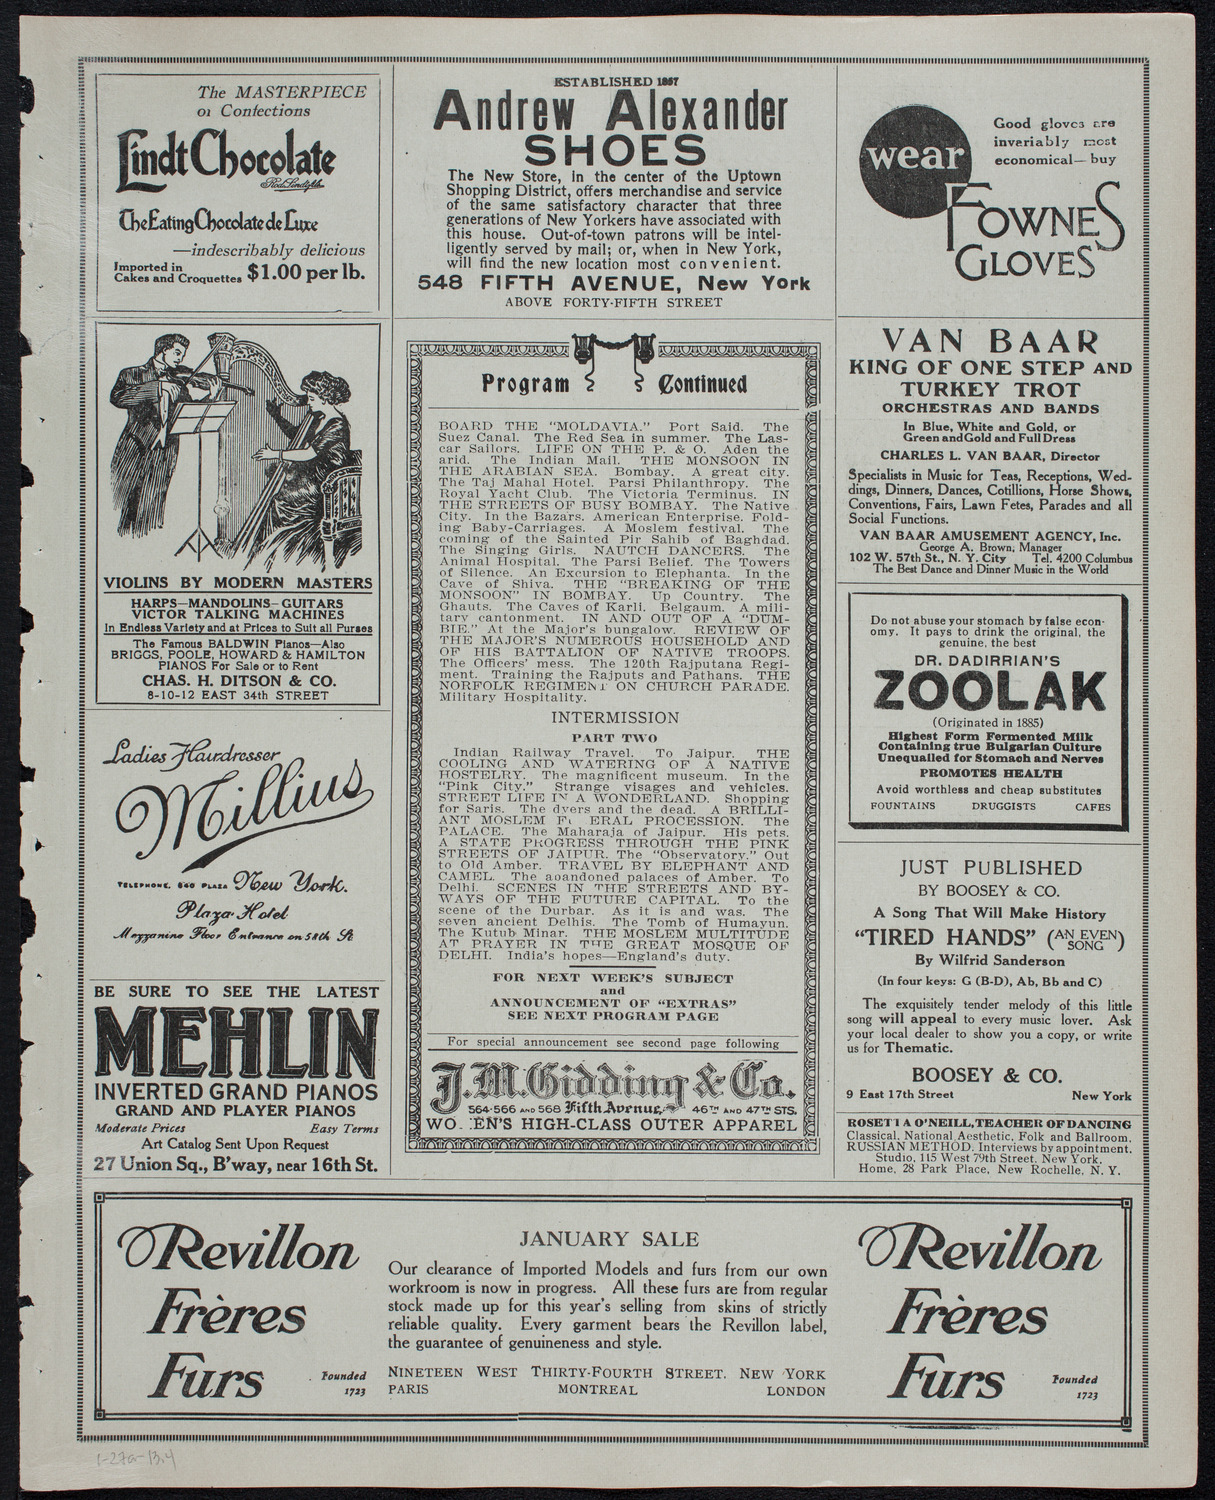 The MASTERPIECE
of Confections
Lindt Chocolate
Rod. Lindt fils
The Eating Chocolate de Luxe
—indescribably delicious
Imported in
Cakes and Croquettes $1.00 per lb.
VIOLINS BY MODERN MASTERS
HARPS—MANDOLINS—GUITARS
VICTOR TALKING MACHINES
In Endless Variety and at Prices to Suit all Purses
The Famous BALDWIN Pianos—Also
BRIGGS, POOLE, HOWARD & HAMILTON
PIANOS For Sale or to Rent
CHAS. H. DITSON & CO.
8-10-12 EAST 34th STREET
Ladies Hairdresser
Millius
TELEPHONE, 640 PLAZA New York.
Plaza Hotel
Mezzanine Floor Entrance on 58th St
BE SURE TO SEE THE LATEST
MEHLIN
INVERTED GRAND PIANOS
GRAND AND PLAYER PIANOS
Moderate Prices Easy Terms
Art Catalog Sent Upon Request
27 Union Sq., B'way, near 16th St.
ESTABLISHED 1857
Andrew Alexander
SHOES
The New Store, in the center of the Uptown
Shopping District, offers merchandise and service
of the same satisfactory character that three
generations of New Yorkers have associated with
this house. Out-of-town patrons will be intel-
ligently served by mail; or, when in New York,
will find the new location most convenient.
548 FIFTH AVENUE, New York
ABOVE FORTY-FIFTH STREET
Program Continued
BOARD THE "MOLDAVIA." Port Said. The
Suez Canal. The Red Sea in summer. The Las-
car Sailors. LIFE ON THE P. & O. Aden the
arid. The Indian Mail. THE MONSOON IN
THE ARABIAN SEA. Bombay. A great city.
The Taj Mahal Hotel. Parsi Philanthropy. The
Royal Yacht Club. The Victoria Terminus. IN
THE STREETS OF BUSY BOMBAY. The Native
City. In the Bazars. American Enterprise. Fold-
ing Baby-Carriages. A Moslem festival. The
coming of the Sainted Pir Sahib of Baghdad.
The Singing Girls. NAUTCH DANCERS. The
Animal Hospital. The Parsi Belief. The Towers
of Silence. An Excursion to Elephanta. In the
Cave of Shiva. THE "BREAKING OF THE
MONSOON" IN BOMBAY. Up Country. The
Ghauts. The Caves of Karli. Belgaum. A mili-
tary cantonment. IN AND OUT OF A "DUM-
BIE." At the Major's bungalow. REVIEW OF
THE MAJOR'S NUMEROUS HOUSEHOLD AND
OF HIS BATTALION OF NATIVE TROOPS.
The Officers' mess. The 120th Rajputana Regi-
ment. Training the Rajputs and Pathans. THE
NORFOLK REGIMENT ON CHURCH PARADE.
Military Hospitality.
INTERMISSION
PART TWO
Indian Railway Travel. To Jaipur. THE
COOLING AND WATERING OF A NATIVE
HOSTELRY. The magnificent museum. In the
"Pink City." Strange visages and vehicles.
STREET LIFE IN A WONDERLAND. Shopping
for Saris. The dyers and the dead. A BRILLI-
ANT MOSLEM FU ERAL PROCESSION. The
PALACE. The Maharaja of Jaipur. His pets.
A STATE PROGRESS THROUGH THE PINK
STREETS OF JAIPUR. The "Observatory." Out
to Old Amber. TRAVEL BY ELEPHANT AND
CAMEL. The abandoned palaces of Amber. To
Delhi. SCENES IN THE STREETS AND BY-
WAYS OF THE FUTURE CAPITAL. To the
scene of the Durbar. As it is and was. The
seven ancient Delhis. The Tomb of Humayun.
The Kutub Minar. THE MOSLEM MULTITUDE
AT PRAYER IN THE GREAT MOSQUE OF
DELHI. India's hopes—England's duty.
FOR NEXT WEEK'S SUBJECT
and
ANNOUNCEMENT OF "EXTRAS"
SEE NEXT PROGRAM PAGE
For special announcement see second page following
J. M. Gidding & Co.
564-566 AND 568 Fifth Avenue, 46TH AND 47TH STS.
WO EN'S HIGH-CLASS OUTER APPAREL
wear
Good gloves are
invariably most
economical—buy
FOWNES
GLOVES
VAN BAAR
KING OF ONE STEP AND
TURKEY TROT
ORCHESTRAS AND BANDS
In Blue, White and Gold, or
Green and Gold and Full Dress
CHARLES L. VAN BAAR, Director
Specialists in Music for Teas, Receptions, Wed-
dings, Dinners, Dances, Cotillions, Horse Shows,
Conventions, Fairs, Lawn Fetes, Parades and all
Social Functions.
VAN BAAR AMUSEMENT AGENCY, Inc.
George A. Brown, Manager
102 W. 57th St., N. Y. City Tel. 4200 Columbus
The Best Dance and Dinner Music in the World
Do not abuse your stomach by false econ-
omy. It pays to drink the original, the
genuine, the best
DR. DADIRRIAN'S
ZOOLAK
(Originated in 1885)
Highest Form Fermented Milk
Containing true Bulgarian Culture
Unequalled for Stomach and Nerves
PROMOTES HEALTH
Avoid worthless and cheap substitutes
FOUNTAINS DRUGGISTS CAFES
JUST PUBLISHED
BY BOOSEY & CO.
A Song That Will Make History
"TIRED HANDS" (AN EVEN SONG)
By Wilfrid Sanderson
(In four keys: G (B-D), Ab, Bb and C)
The exquisitely tender melody of this little
song will appeal to every music lover. Ask
your local dealer to show you a copy, or write
us for Thematic.
BOOSEY & CO.
9 East 17th Street New York
ROSETTA O'NEILL, TEACHER OF DANCING
Classical, National, Aesthetic, Folk and Ballroom.
RUSSIAN METHOD. Interviews by appointment.
Studio, 115 West 79th Street, New York.
Home, 28 Park Place, New Rochelle, N. Y.
Revillon
Frères
Furs Founded
1723
JANUARY SALE
Our clearance of Imported Models and furs from our own
workroom is now in progress. All these furs are from regular
stock made up for this year's selling from skins of strictly
reliable quality. Every garment bears the Revillon label,
the guarantee of genuineness and style.
NINETEEN WEST THIRTY-FOURTH STREET, NEW YORK
PARIS MONTREAL LONDON
Revillon
Frères
Furs Founded
1723